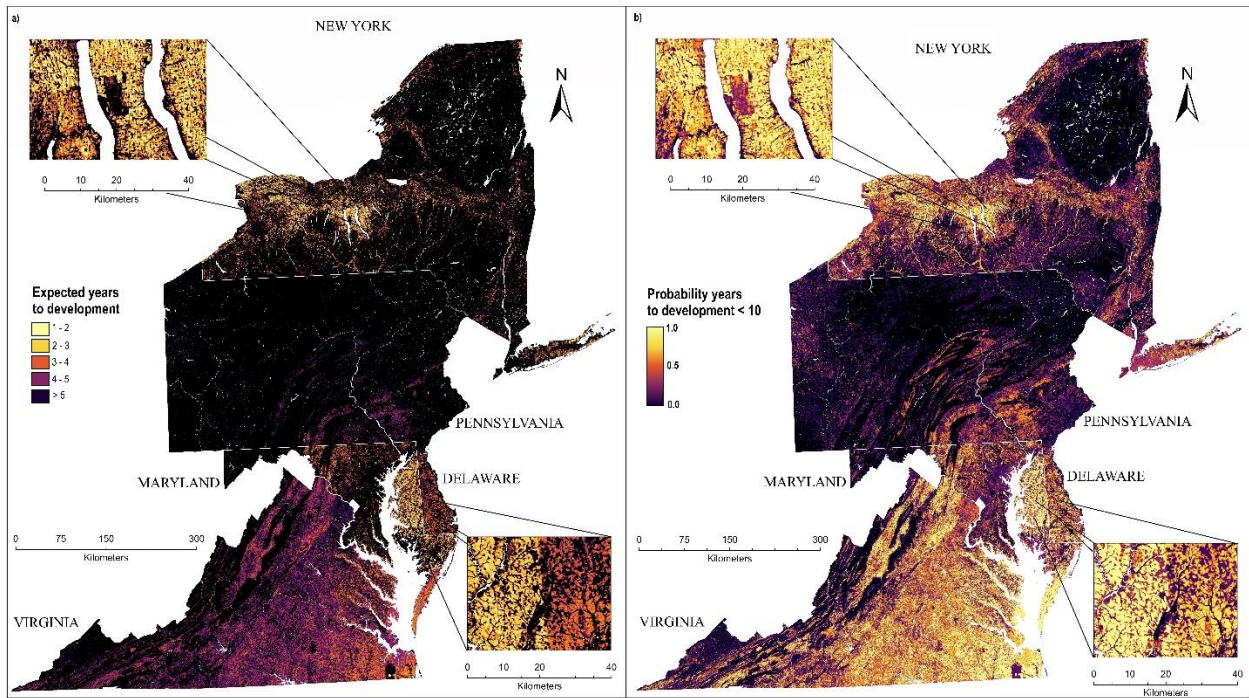 a)
NEW YORK
N
0 10 20 30 40
Kilometers
Expected years
to development
1 - 2
2 - 3
3 - 4
4 - 5
> 5
PENNSYLVANIA
MARYLAND
DELAWARE
0 75 150 300
Kilometers
VIRGINIA
0 10 20 40
Kilometers
b)
NEW YORK
N
0 10 20 30 40
Kilometers
Probability years
to development < 10
1.0
0.5
0.0
PENNSYLVANIA
MARYLAND
DELAWARE
0 75 150 300
Kilometers
VIRGINIA
0 10 20 40
Kilometers